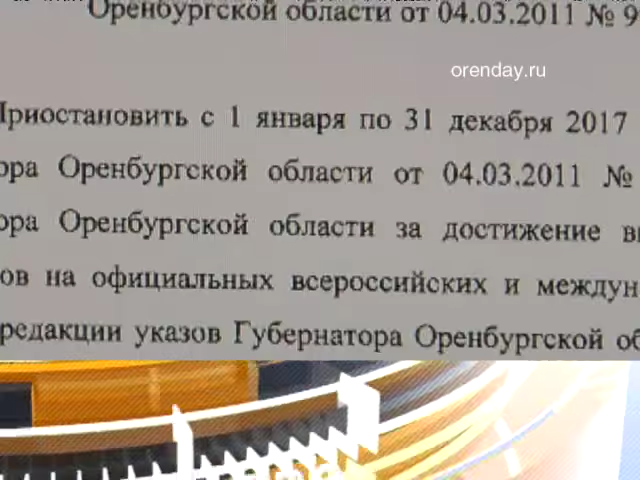 Оренбургской области от 04.03.2011 № 9
orenday.ru
Приостановить с 1 января по 31 декабря 2017
ора Оренбургской области от 04.03.2011 №
ора Оренбургской области за достижение в
ов на официальных всероссийских и междун
редакции указов Губернатора Оренбургской об